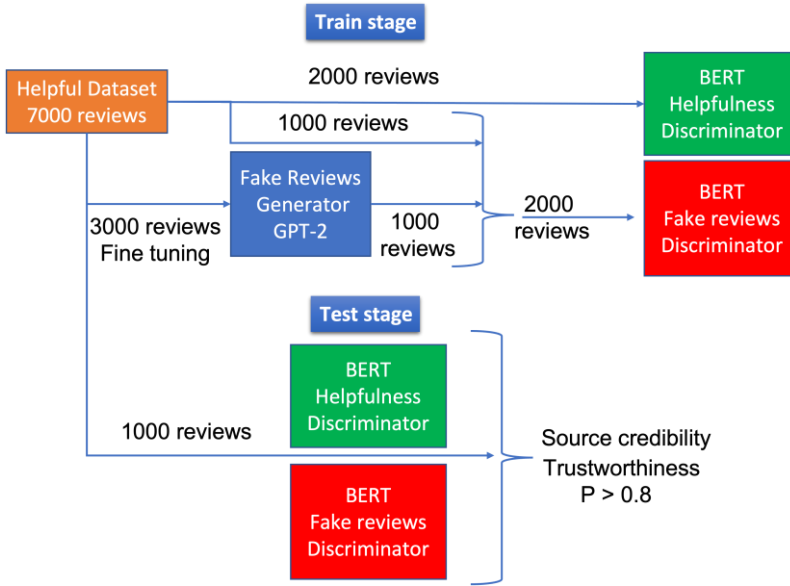 Train stage
2000 reviews
Helpful Dataset
7000 reviews
BERT
Helpfulness
Discriminator
1000 reviews
Fake Reviews
Generator
GPT-2
3000 reviews
Fine tuning
1000
reviews
2000
reviews
BERT
Fake reviews
Discriminator
Test stage
BERT
Helpfulness
Discriminator
1000 reviews
BERT
Fake reviews
Discriminator
Source credibility
Trustworthiness
P > 0.8